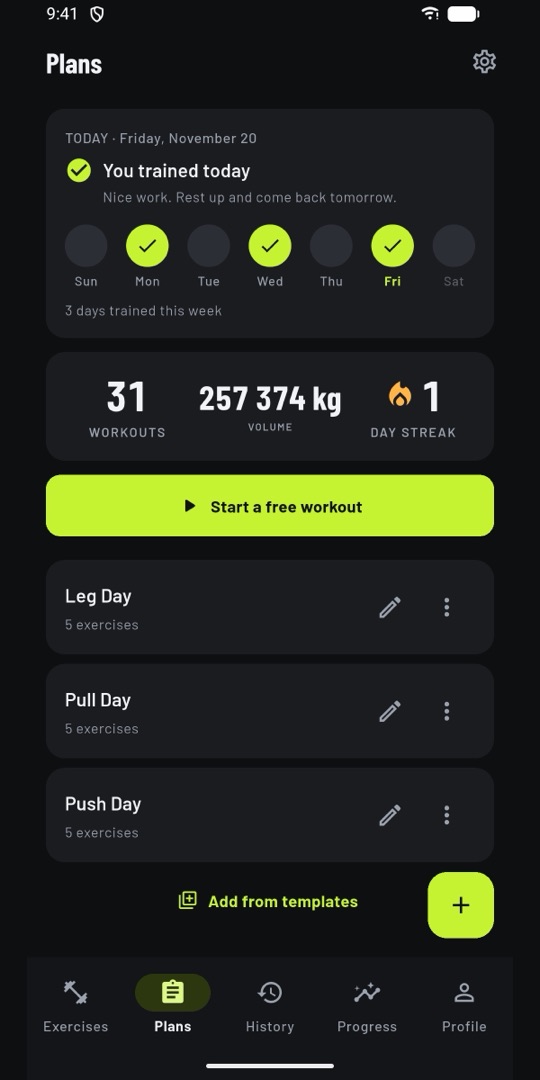 9:41
Plans
TODAY · Friday, November 20
You trained today
Nice work. Rest up and come back tomorrow.
Sun Mon Tue Wed Thu Fri Sat
3 days trained this week
31 257 374 kg 1
WORKOUTS VOLUME DAY STREAK
Start a free workout
Leg Day
5 exercises
Pull Day
5 exercises
Push Day
5 exercises
Add from templates
Exercises Plans History Progress Profile